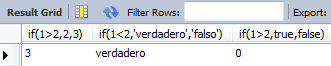 Result Grid Filter Rows: Export:
if(1>2,2,3) if(1<2,'verdadero','falso') if(1>2,true,false)
3 verdadero 0